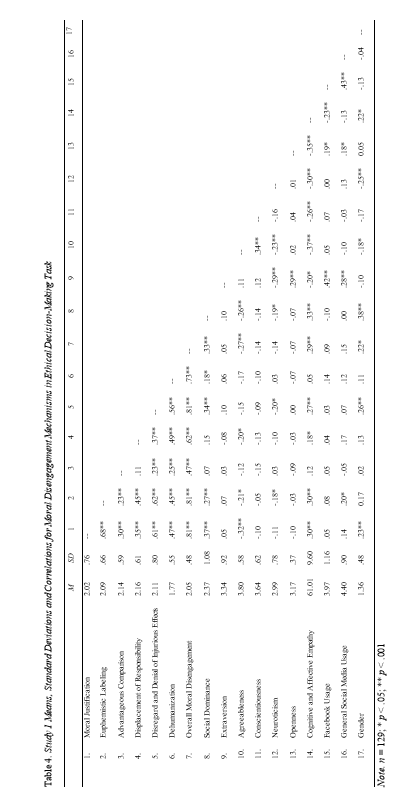 Table 4. Study 1 Means, Standard Deviations and Correlations for Moral Disengagement Mechanisms in Ethical Decision-Making Task
M SD 1 2 3 4 5 6 7 8 9 10 11 12 13 14 15 16 17
1. Moral Justification 2.02 .76 --
2. Euphemistic Labeling 2.09 .66 .68** --
3. Advantageous Comparison 2.14 .59 .30** .23** --
4. Displacement of Responsibility 2.16 .61 .35** .45** .11 --
5. Disregard and Denial of Injurious Effects 2.11 .80 .61** .62** .23** .37** --
6. Dehumanization 1.77 .55 .47** .45** .25** .49** .56** --
7. Overall Moral Disengagement 2.05 .48 .81** .81** .47** .62** .81** .73** --
8. Social Dominance 2.37 1.08 .37** .27** .07 .15 .34** .18* .33** --
9. Extraversion 3.34 .92 .05 .07 .03 -.08 .10 .06 .05 .10 --
10. Agreeableness 3.80 .58 -.32** -.21* -.12 -.20* -.15 -.17 -.27** -.26** .11 --
11. Conscientiousness 3.64 .62 -.10 -.05 -.15 -.13 -.09 -.10 -.14 -.14 .12 .34** --
12. Neuroticism 2.99 .78 -.11 -.18* .03 -.10 -.20* .03 -.14 -.19* -.29** -.23** -.16 --
13. Openness 3.17 .37 -.10 -.03 -.09 -.03 .00 -.07 -.07 -.07 .29** .02 .04 .01 --
14. Cognitive and Affective Empathy 61.01 9.60 .30** .30** .12 .18* .27** .05 .29** .33** -.20* -.37** -.26** -.30** -.35** --
15. Facebook Usage 3.97 1.16 .05 .08 .05 .04 .03 .14 .09 -.10 .42** .05 .07 .00 .19* -.23** --
16. General Social Media Usage 4.40 .90 .14 .20* -.05 .17 .07 .12 .15 .00 .28** -.10 -.03 .13 .18* -.13 .43** --
17. Gender 1.36 .48 .23** 0.17 .02 .13 .26** .11 .22* .38** -.10 -.18* -.17 -.25** 0.05 .22* -.13 -.04 --
Note. n = 129; * p < .05; ** p < .001